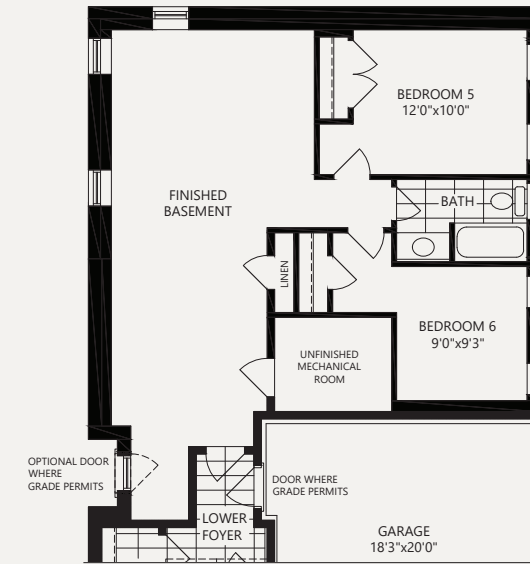 BEDROOM 5
12'0"x10'0"
FINISHED
BASEMENT
BATH
LINEN
BEDROOM 6
9'0"x9'3"
UNFINISHED
MECHANICAL
ROOM
OPTIONAL DOOR
WHERE
GRADE PERMITS
DOOR WHERE
GRADE PERMITS
LOWER
FOYER
GARAGE
18'3"x20'0"